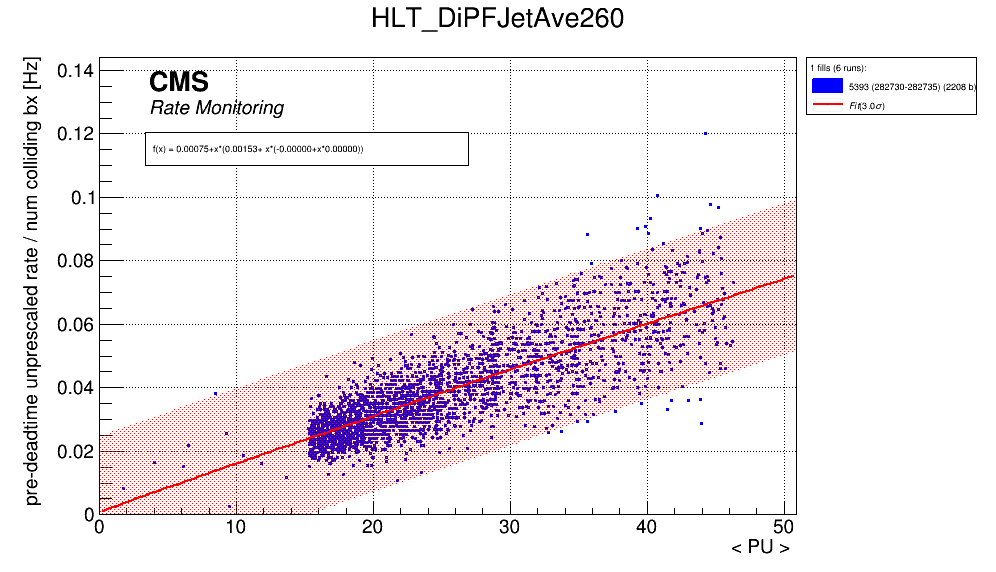 HLT_DiPFJetAve260
pre-deadtime unprescaled rate / num colliding bx [Hz]
0.14
0.12
0.1
0.08
0.06
0.04
0.02
0
CMS
Rate Monitoring
f(x) = 0.00075+x*(0.00153+ x*(-0.00000+x*0.00000))
0 10 20 30 40 50
< PU >
1 fills (6 runs):
5393 (282730-282735) (2208 b)
Fit(3.0σ)